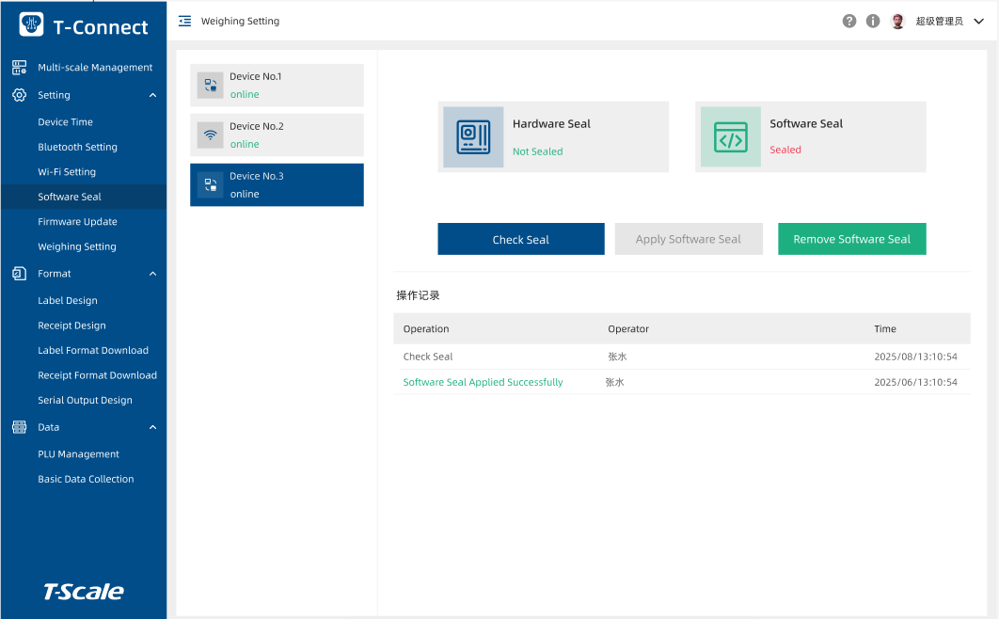 T-Connect
Weighing Setting
超级管理员
Multi-scale Management
Setting
Device Time
Bluetooth Setting
Wi-Fi Setting
Software Seal
Firmware Update
Weighing Setting
Format
Label Design
Receipt Design
Label Format Download
Receipt Format Download
Serial Output Design
Data
PLU Management
Basic Data Collection
T-Scale
Device No.1
online
Device No.2
online
Device No.3
online
Hardware Seal
Not Sealed
Software Seal
Sealed
Check Seal
Apply Software Seal
Remove Software Seal
操作记录
Operation Operator Time
Check Seal 张水 2025/08/13:10:54
Software Seal Applied Successfully 张水 2025/06/13:10:54